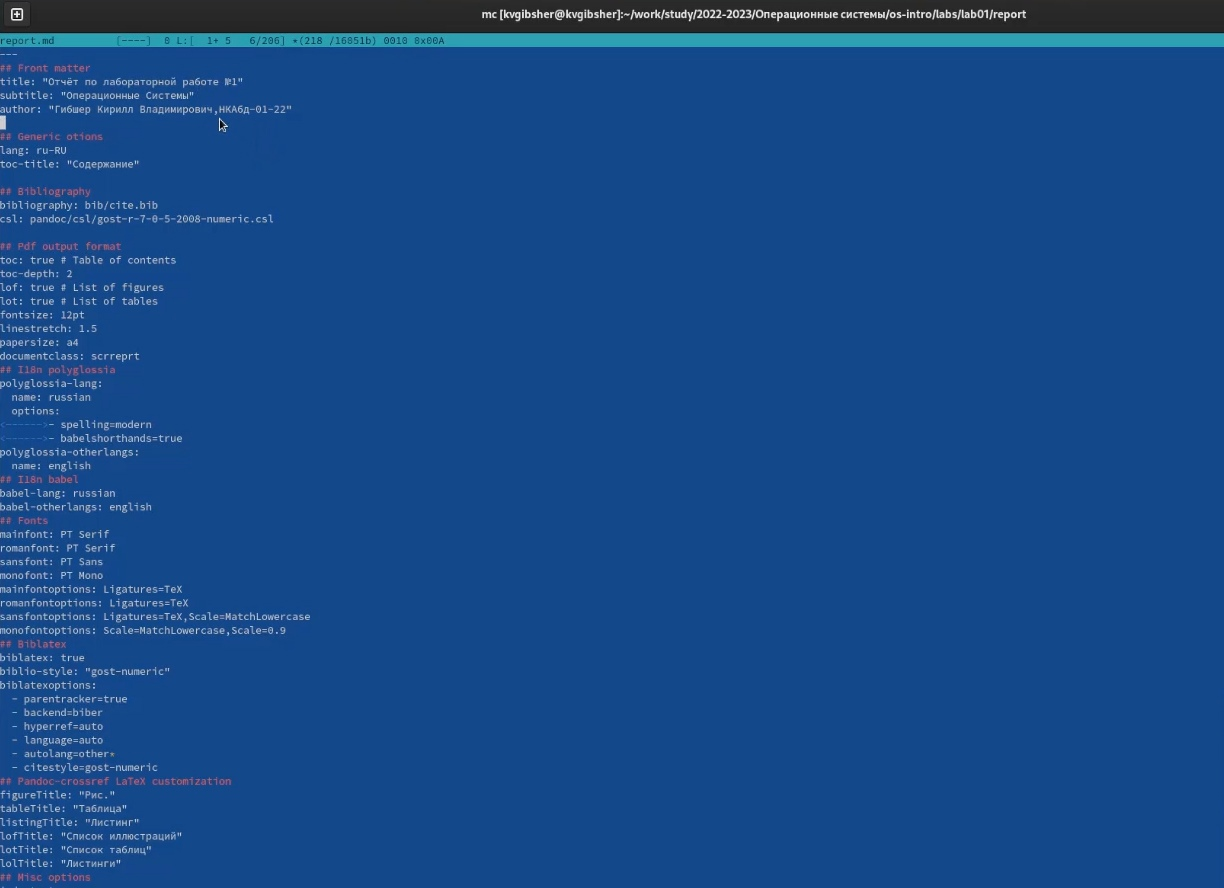 mc [kvgibsher@kvgibsher]:~/work/study/2022-2023/Операционные системы/os-intro/labs/lab01/report
report.md [----] 0 L:[ 1+ 5 6/206] *(218 /16851b) 0010 0x00A
---
## Front matter
title: "Отчёт по лабораторной работе №1"
subtitle: "Операционные Системы"
author: "Гибшер Кирилл Владимирович,НКАбд-01-22"
## Generic otions
lang: ru-RU
toc-title: "Содержание"
## Bibliography
bibliography: bib/cite.bib
csl: pandoc/csl/gost-r-7-0-5-2008-numeric.csl
## Pdf output format
toc: true # Table of contents
toc-depth: 2
lof: true # List of figures
lot: true # List of tables
fontsize: 12pt
linestretch: 1.5
papersize: a4
documentclass: scrreprt
## I18n polyglossia
polyglossia-lang:
  name: russian
  options:
<------>- spelling=modern
<------>- babelshorthands=true
polyglossia-otherlangs:
  name: english
## I18n babel
babel-lang: russian
babel-otherlangs: english
## Fonts
mainfont: PT Serif
romanfont: PT Serif
sansfont: PT Sans
monofont: PT Mono
mainfontoptions: Ligatures=TeX
romanfontoptions: Ligatures=TeX
sansfontoptions: Ligatures=TeX,Scale=MatchLowercase
monofontoptions: Scale=MatchLowercase,Scale=0.9
## Biblatex
biblatex: true
biblio-style: "gost-numeric"
biblatexoptions:
  - parentracker=true
  - backend=biber
  - hyperref=auto
  - language=auto
  - autolang=other*
  - citestyle=gost-numeric
## Pandoc-crossref LaTeX customization
figureTitle: "Рис."
tableTitle: "Таблица"
listingTitle: "Листинг"
lofTitle: "Список иллюстраций"
lotTitle: "Список таблиц"
lolTitle: "Листинги"
## Misc options